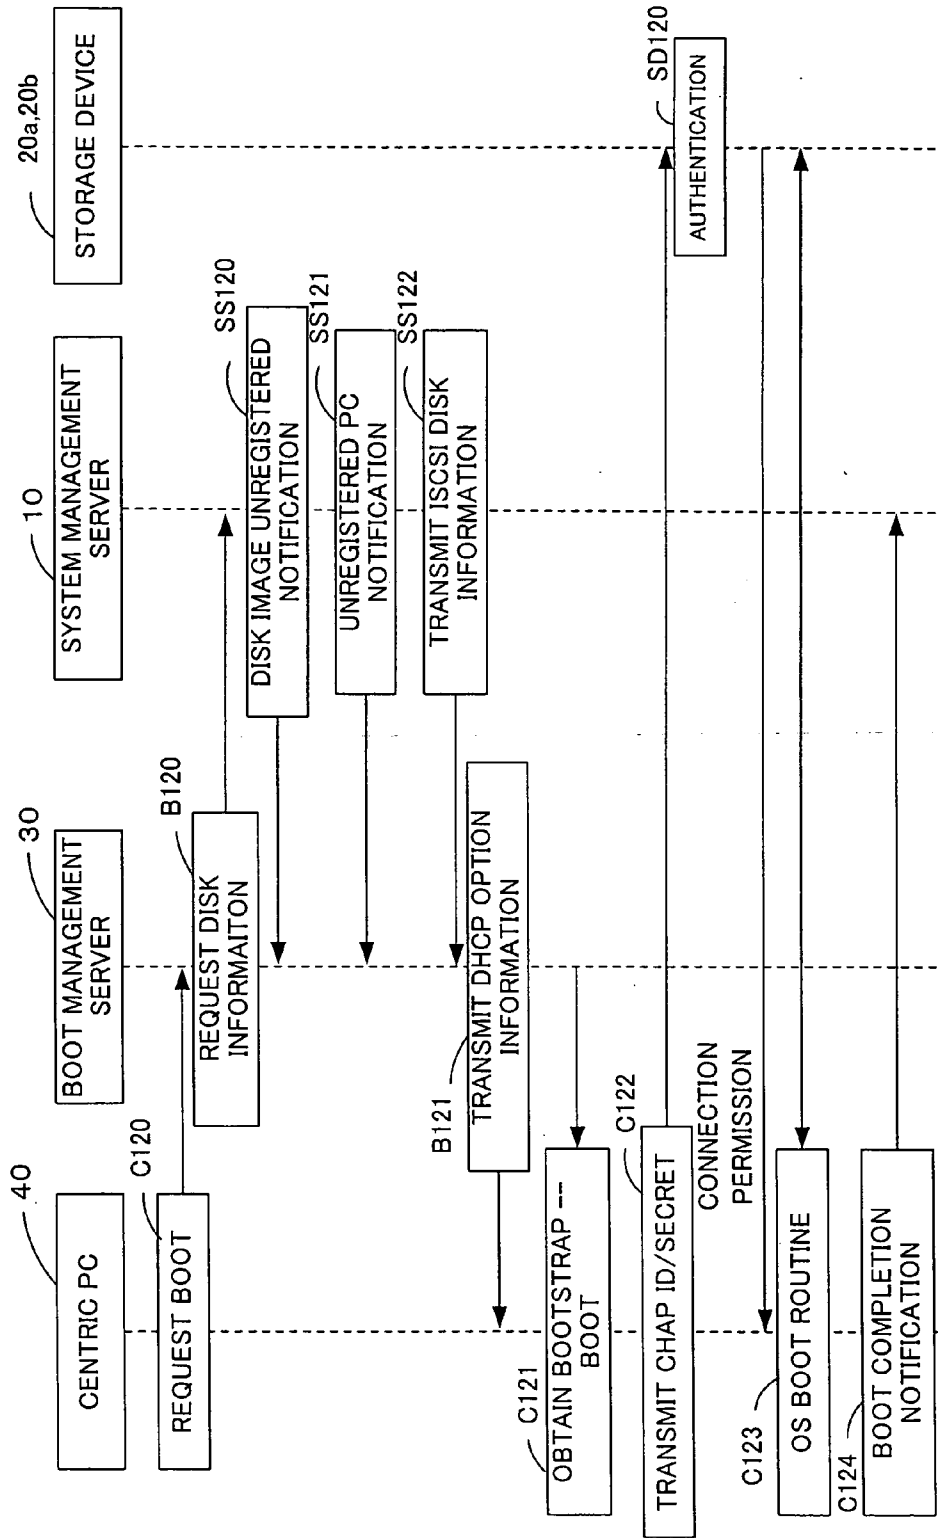 40
CENTRIC PC
30
BOOT MANAGEMENT
SERVER
10
SYSTEM MANAGEMENT
SERVER
20a,20b
STORAGE DEVICE
C120
REQUEST BOOT
B120
REQUEST DISK
INFORMAITON
SS120
DISK IMAGE UNREGISTERED
NOTIFICATION
SS121
UNREGISTERED PC
NOTIFICATION
SS122
TRANSMIT ISCSI DISK
INFORMATION
B121
TRANSMIT DHCP OPTION
INFORMATION
C121
OBTAIN BOOTSTRAP --
BOOT
C122
TRANSMIT CHAP ID/SECRET
SD120
AUTHENTICATION
CONNECTION
PERMISSION
C123
OS BOOT ROUTINE
C124
BOOT COMPLETION
NOTIFICATION